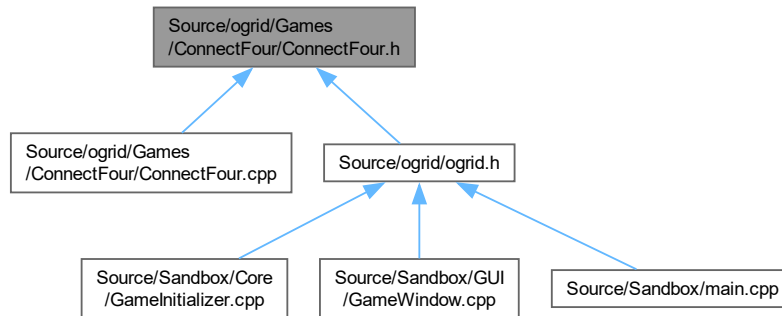 Source/ogrid/Games
/ConnectFour/ConnectFour.h
Source/ogrid/Games
/ConnectFour/ConnectFour.cpp
Source/ogrid/ogrid.h
Source/Sandbox/Core
/GameInitializer.cpp
Source/Sandbox/GUI
/GameWindow.cpp
Source/Sandbox/main.cpp